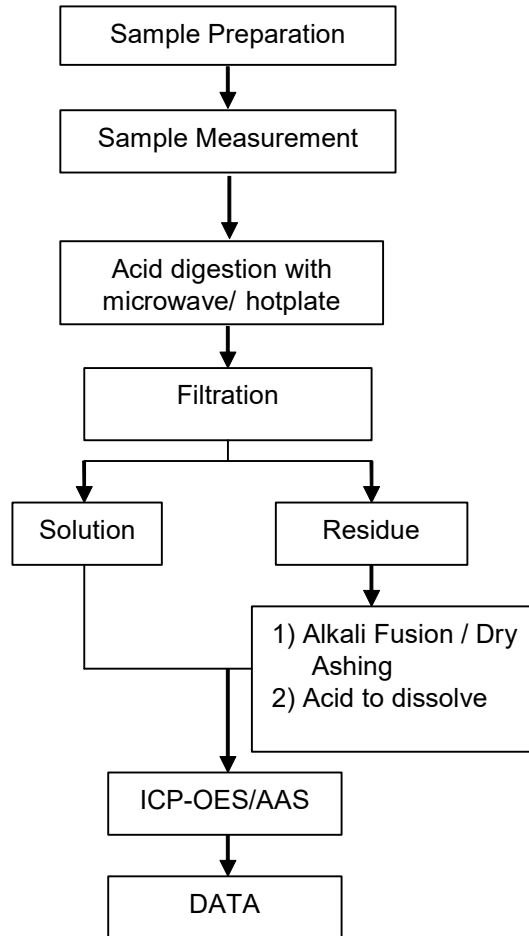 Sample Preparation
Sample Measurement
Acid digestion with
microwave/ hotplate
Filtration
Solution
Residue
1) Alkali Fusion / Dry
Ashing
2) Acid to dissolve
ICP-OES/AAS
DATA